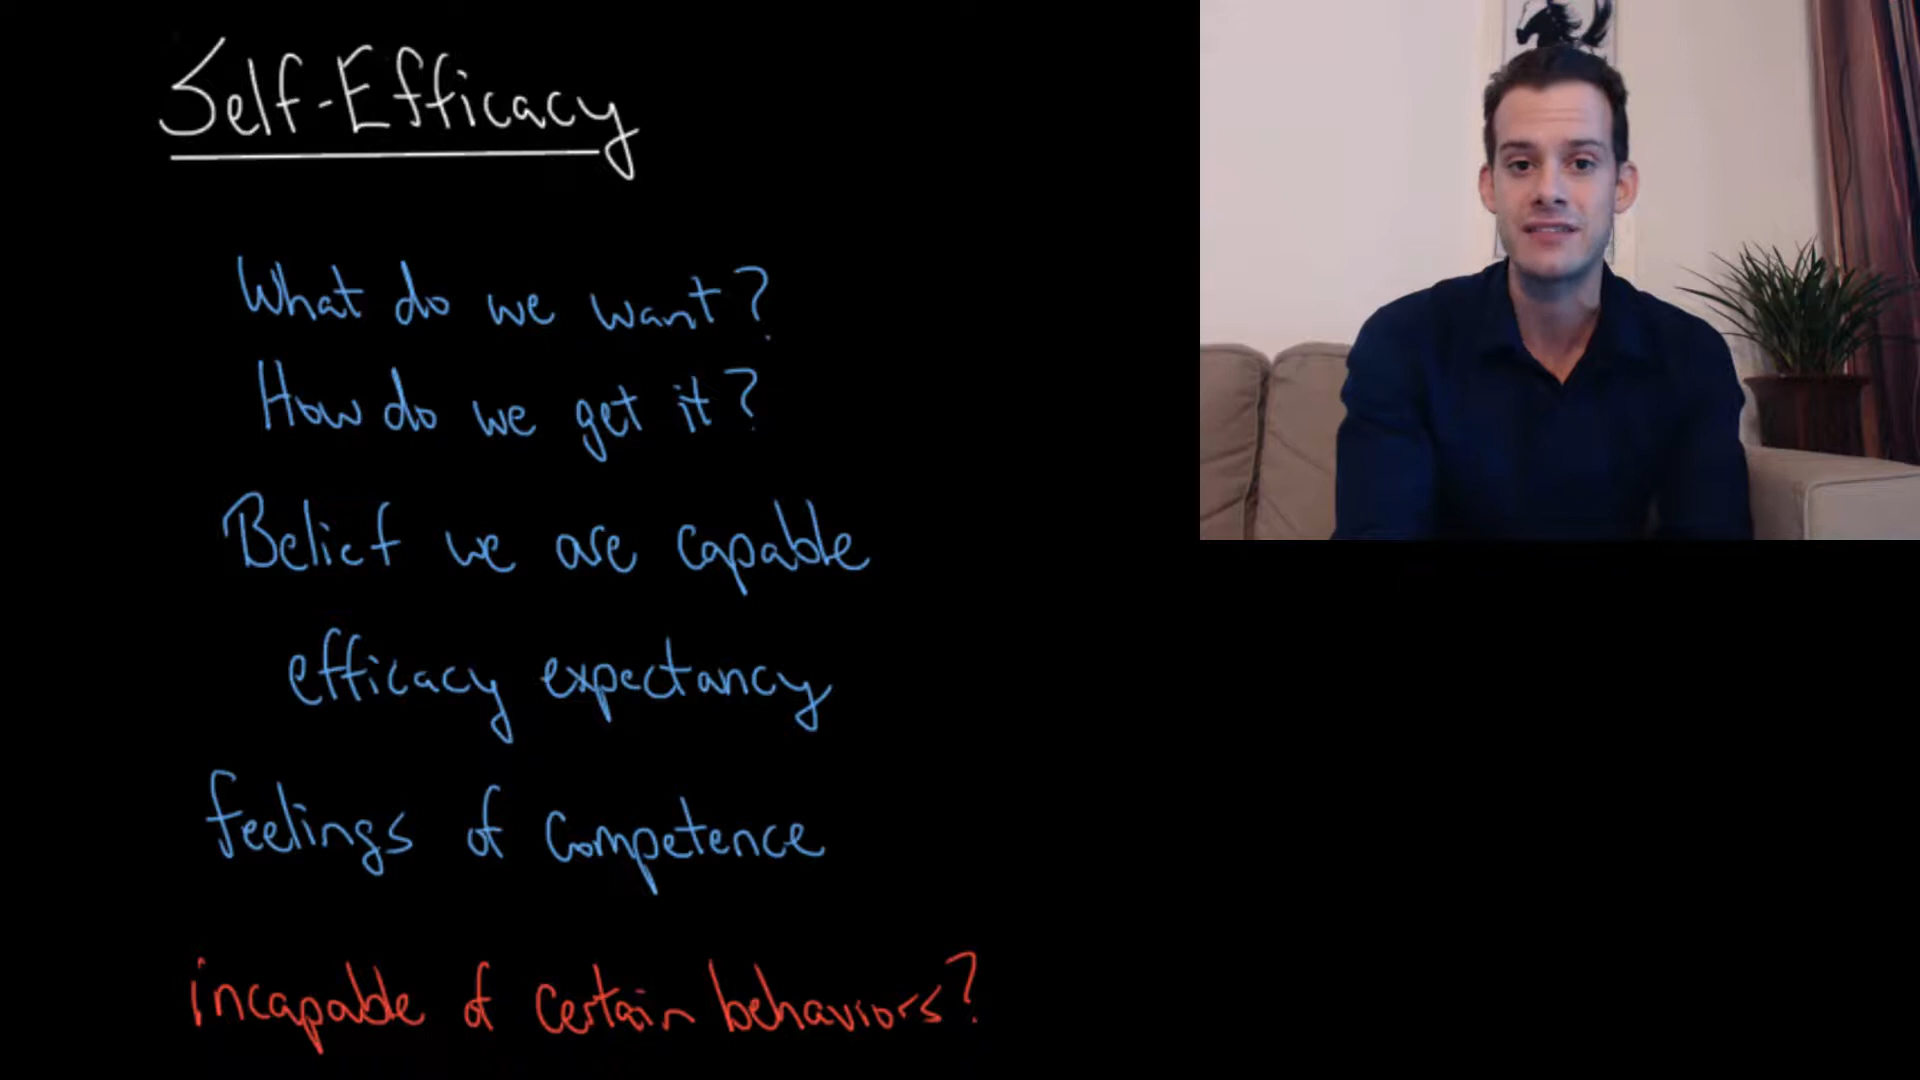 Self-Efficacy
What do we want?
How do we get it?
Belief we are capable
efficacy expectancy
feelings of competence
incapable of certain behaviors?